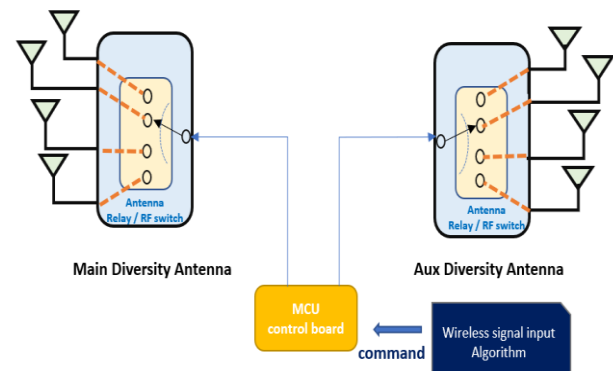 Antenna
Relay / RF switch
Antenna
Relay / RF switch
Main Diversity Antenna
Aux Diversity Antenna
MCU
control board
command
Wireless signal input
Algorithm